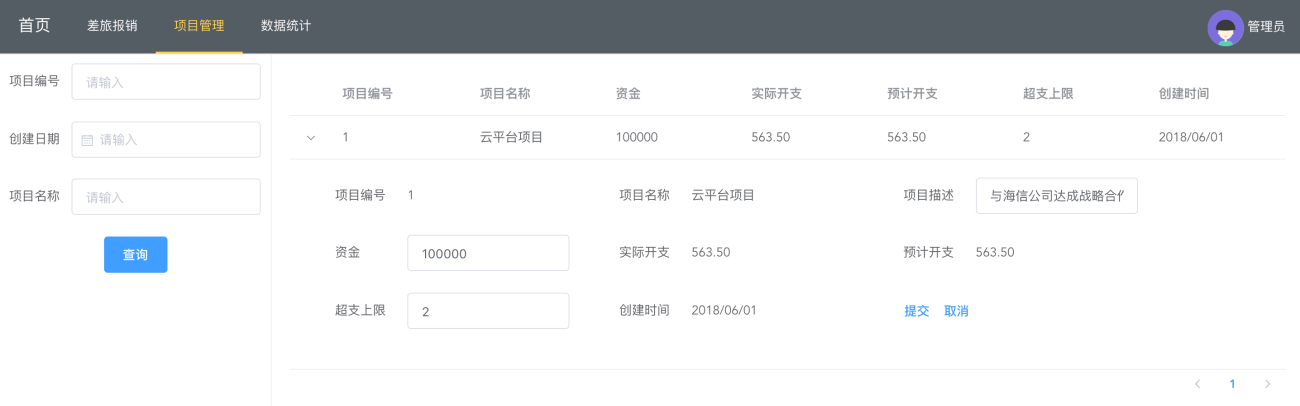 首页 差旅报销 项目管理 数据统计 管理员
项目编号 请输入
创建日期 请输入
项目名称 请输入
查询
项目编号 项目名称 资金 实际开支 预计开支 超支上限 创建时间
1 云平台项目 100000 563.50 563.50 2 2018/06/01
项目编号 1 项目名称 云平台项目 项目描述 与海信公司达成战略合
资金 100000 实际开支 563.50 预计开支 563.50
超支上限 2 创建时间 2018/06/01 提交 取消
1